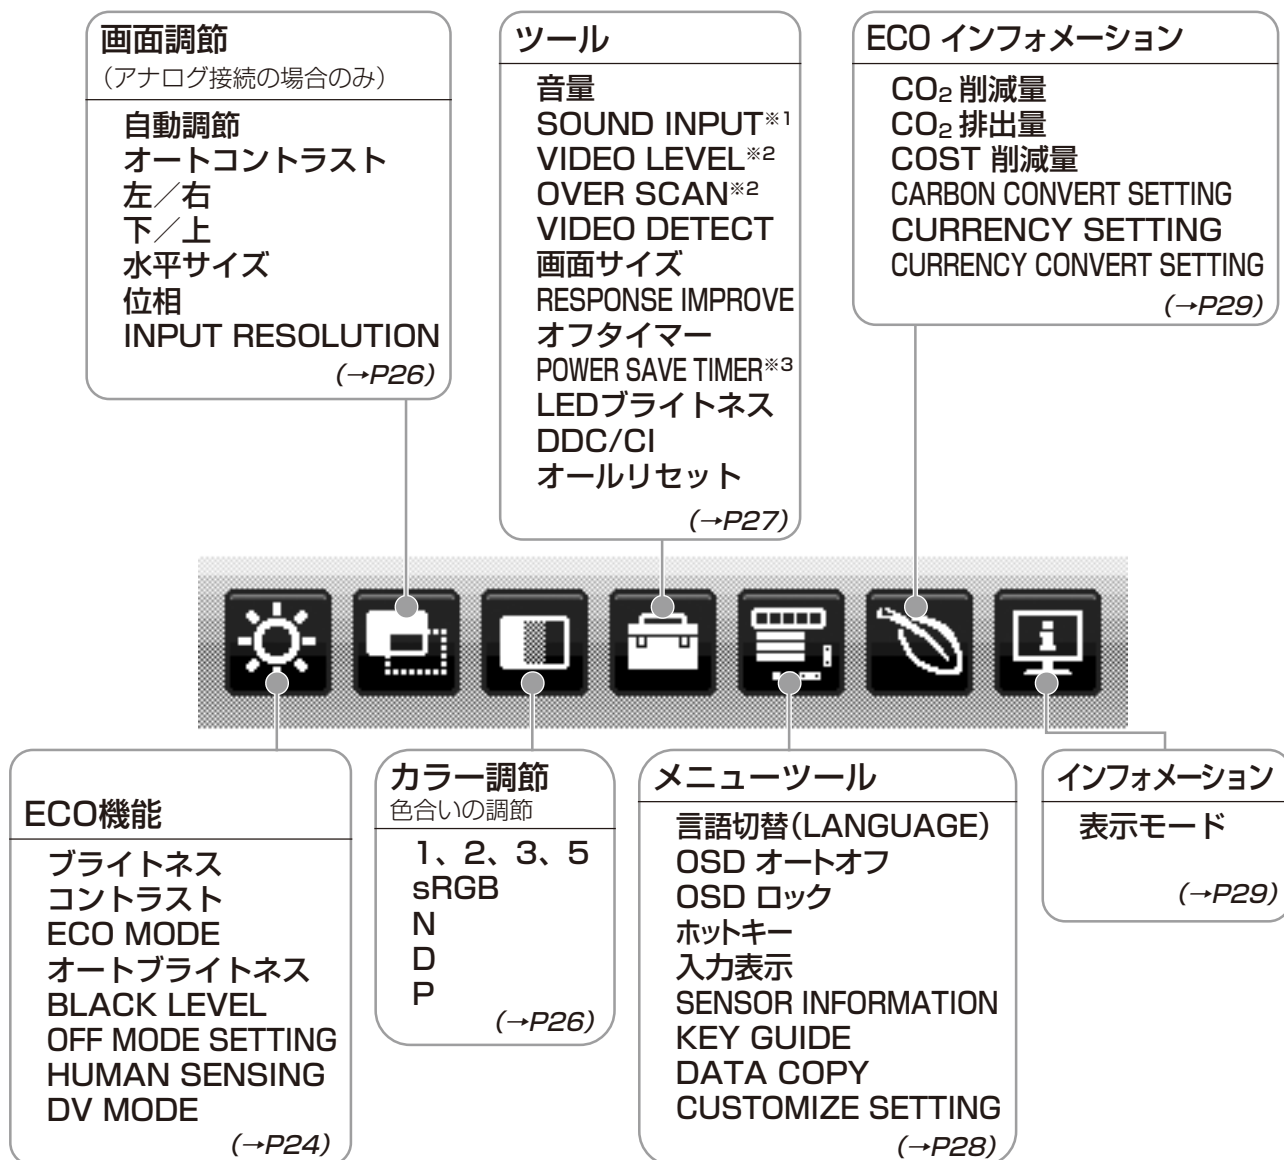 画面調節
（アナログ接続の場合のみ）
自動調節
オートコントラスト
左／右
下／上
水平サイズ
位相
INPUT RESOLUTION
(→P26)
ツール
音量
SOUND INPUT※1
VIDEO LEVEL※2
OVER SCAN※2
VIDEO DETECT
画面サイズ
RESPONSE IMPROVE
オフタイマー
POWER SAVE TIMER※3
LEDブライトネス
DDC/CI
オールリセット
(→P27)
ECO インフォメーション
CO₂ 削減量
CO₂ 排出量
COST 削減量
CARBON CONVERT SETTING
CURRENCY SETTING
CURRENCY CONVERT SETTING
(→P29)
ECO機能
ブライトネス
コントラスト
ECO MODE
オートブライトネス
BLACK LEVEL
OFF MODE SETTING
HUMAN SENSING
DV MODE
(→P24)
カラー調節
色合いの調節
1、2、3、5
sRGB
N
D
P
(→P26)
メニューツール
言語切替（LANGUAGE）
OSD オートオフ
OSD ロック
ホットキー
入力表示
SENSOR INFORMATION
KEY GUIDE
DATA COPY
CUSTOMIZE SETTING
(→P28)
インフォメーション
表示モード
(→P29)